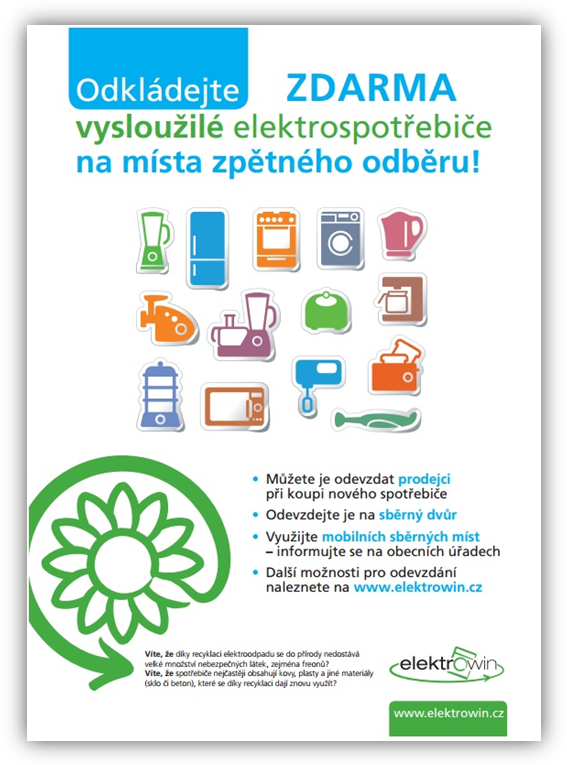 Odkládejte ZDARMA
vysloužilé elektrospotřebiče
na místa zpětného odběru!
• Můžete je odevzdat prodejci
při koupi nového spotřebiče
• Odevzdejte je na sběrný dvůr
• Využijte mobilních sběrných míst
– informujte se na obecních úřadech
• Další možnosti pro odevzdání
naleznete na www.elektrowin.cz
Víte, že díky recyklaci elektroodpadu se do přírody nedostává
velké množství nebezpečných látek, zejména freonů?
Víte, že spotřebiče nejčastěji obsahují kovy, plasty a jiné materiály
(sklo či beton), které se díky recyklaci dají znovu využít?
elektrowin
www.elektrowin.cz